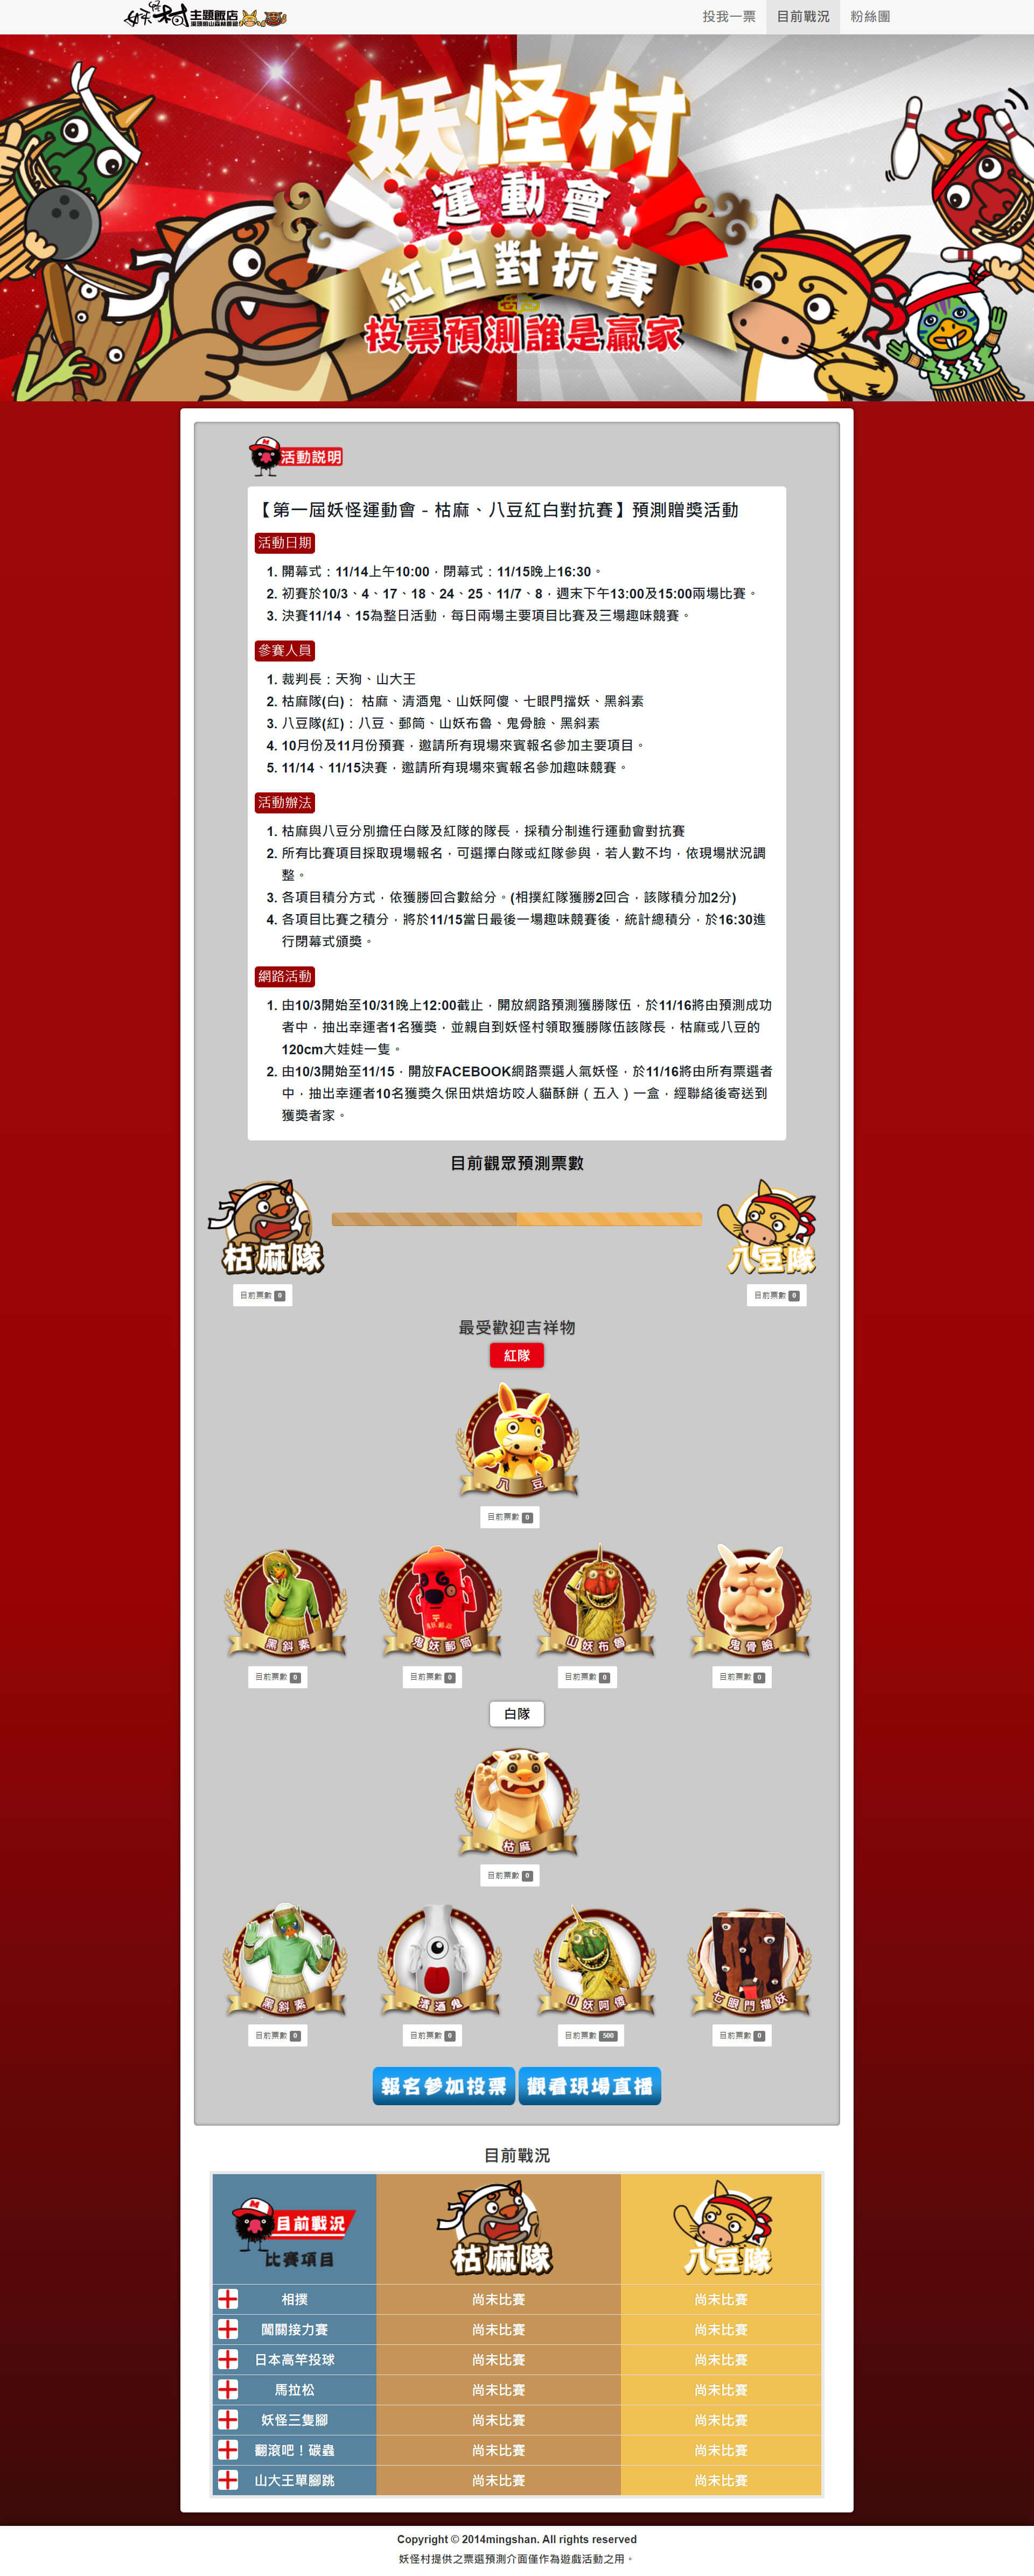 妖怪村主題飯店
溪頭明山森林會館
投我一票
目前戰況
粉絲團
妖怪村
運動會
紅白對抗賽
投票預測誰是贏家
活動説明
【第一屆妖怪運動會 - 枯麻、八豆紅白對抗賽】預測贈獎活動
活動日期
1. 開幕式：11/14上午10:00，閉幕式：11/15晚上16:30。
2. 初賽於10/3、4、17、18、24、25、11/7、8，週末下午13:00及15:00兩場比賽。
3. 決賽11/14、15為整日活動，每日兩場主要項目比賽及三場趣味競賽。
參賽人員
1. 裁判長：天狗、山大王
2. 枯麻隊(白)： 枯麻、清酒鬼、山妖阿傻、七眼門擋妖、黑斜素
3. 八豆隊(紅)：八豆、郵筒、山妖布魯、鬼骨臉、黑斜素
4. 10月份及11月份預賽，邀請所有現場來賓報名參加主要項目。
5. 11/14、11/15決賽，邀請所有現場來賓報名參加趣味競賽。
活動辦法
1. 枯麻與八豆分別擔任白隊及紅隊的隊長，採積分制進行運動會對抗賽
2. 所有比賽項目採取現場報名，可選擇白隊或紅隊參與，若人數不均，依現場狀況調
整。
3. 各項目積分方式，依獲勝回合數給分。(相撲紅隊獲勝2回合，該隊積分加2分)
4. 各項目比賽之積分，將於11/15當日最後一場趣味競賽後，統計總積分，於16:30進
行閉幕式頒獎。
網路活動
1. 由10/3開始至10/31晚上12:00截止，開放網路預測獲勝隊伍，於11/16將由預測成功
者中，抽出幸運者1名獲獎，並親自到妖怪村領取獲勝隊伍該隊長，枯麻或八豆的
120cm大娃娃一隻。
2. 由10/3開始至11/15，開放FACEBOOK網路票選人氣妖怪，於11/16將由所有票選者
中，抽出幸運者10名獲獎久保田烘焙坊咬人貓酥餅（五入）一盒，經聯絡後寄送到
獲獎者家。
目前觀眾預測票數
枯麻隊
八豆隊
目前票數 0
目前票數 0
最受歡迎吉祥物
紅隊
八豆
目前票數 0
黑斜素
鬼妖郵筒
山妖布魯
鬼骨臉
目前票數 0
目前票數 0
目前票數 0
目前票數 0
白隊
枯麻
目前票數 0
黑斜素
清酒鬼
山妖阿傻
七眼門擋妖
目前票數 0
目前票數 0
目前票數 500
目前票數 0
報名參加投票
觀看現場直播
目前戰況
目前戰況
比賽項目
枯麻隊
八豆隊
相撲
尚未比賽
尚未比賽
闖關接力賽
尚未比賽
尚未比賽
日本高竿投球
尚未比賽
尚未比賽
馬拉松
尚未比賽
尚未比賽
妖怪三隻腳
尚未比賽
尚未比賽
翻滾吧！碳蟲
尚未比賽
尚未比賽
山大王單腳跳
尚未比賽
尚未比賽
Copyright © 2014mingshan. All rights reserved
妖怪村提供之票選預測介面僅作為遊戲活動之用。